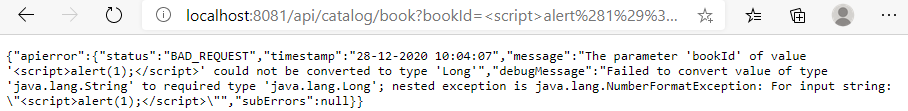 localhost:8081/api/catalog/book?bookId=<script>alert%281%29%3...
{"apierror":{"status":"BAD_REQUEST","timestamp":"28-12-2020 10:04:07","message":"The parameter 'bookId' of value
'<script>alert(1);</script>' could not be converted to type 'Long'","debugMessage":"Failed to convert value of type
'java.lang.String' to required type 'java.lang.Long'; nested exception is java.lang.NumberFormatException: For input string:
\"<script>alert(1);</script>\"","subErrors":null}}